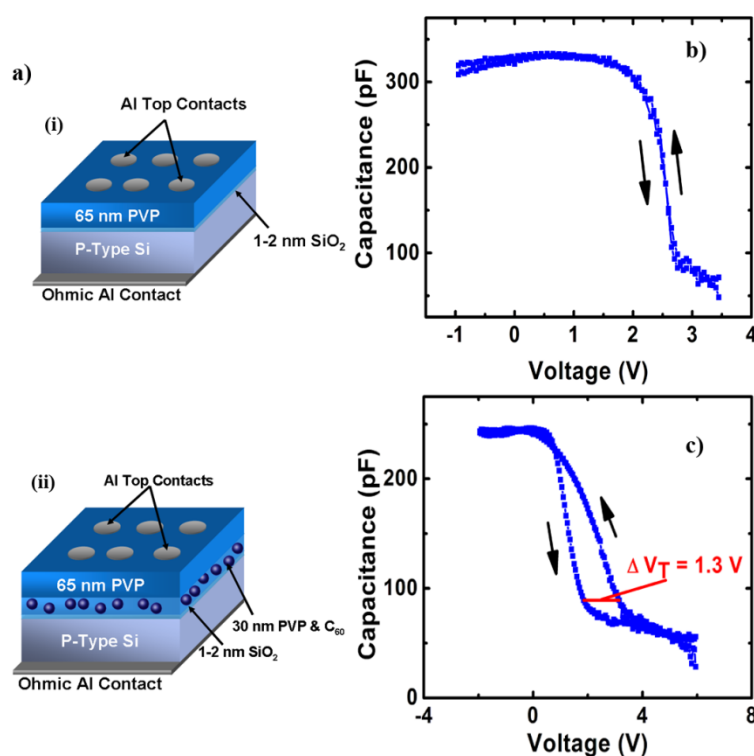 a)
(i)
Al Top Contacts
65 nm PVP
P-Type Si
1-2 nm SiO₂
Ohmic Al Contact
(ii)
Al Top Contacts
65 nm PVP
P-Type Si
30 nm PVP & C₆₀
1-2 nm SiO₂
Ohmic Al Contact
b)
Capacitance (pF)
300
200
100
-1 0 1 2 3 4
Voltage (V)
c)
Capacitance (pF)
200
100
0
Δ V_T = 1.3 V
-4 0 4 8
Voltage (V)